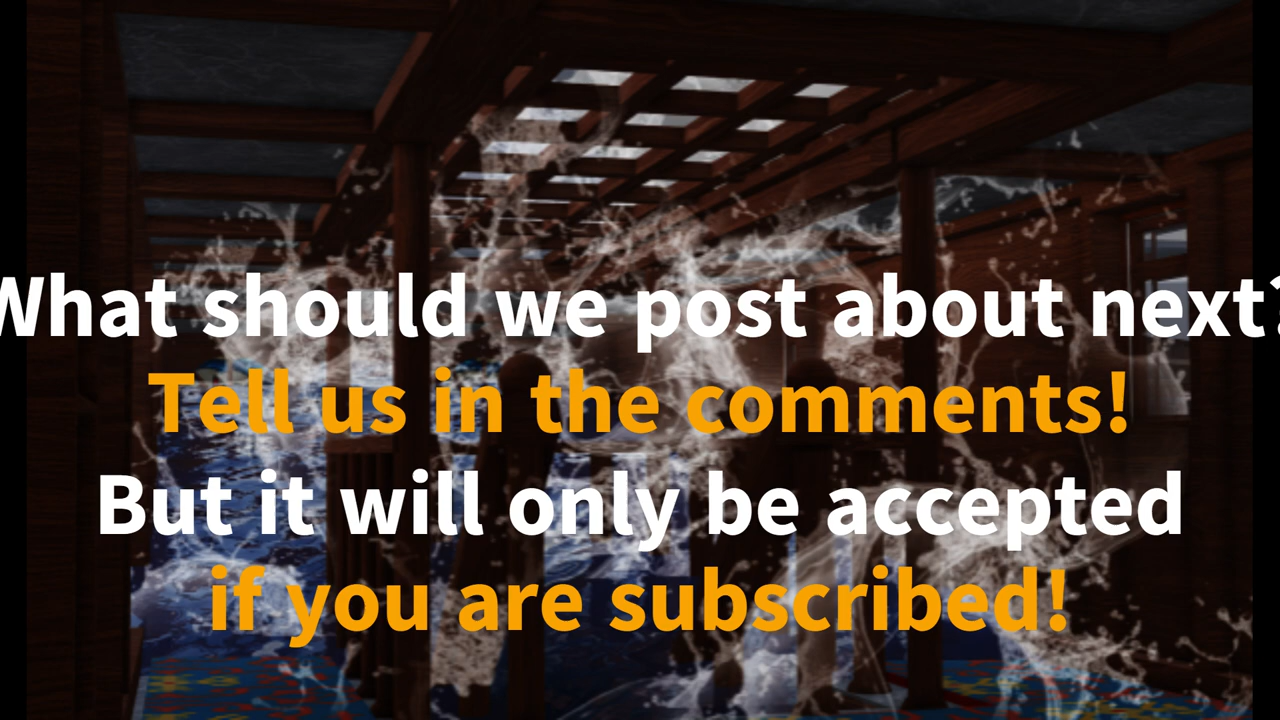 What should we post about next?
Tell us in the comments!
But it will only be accepted
if you are subscribed!